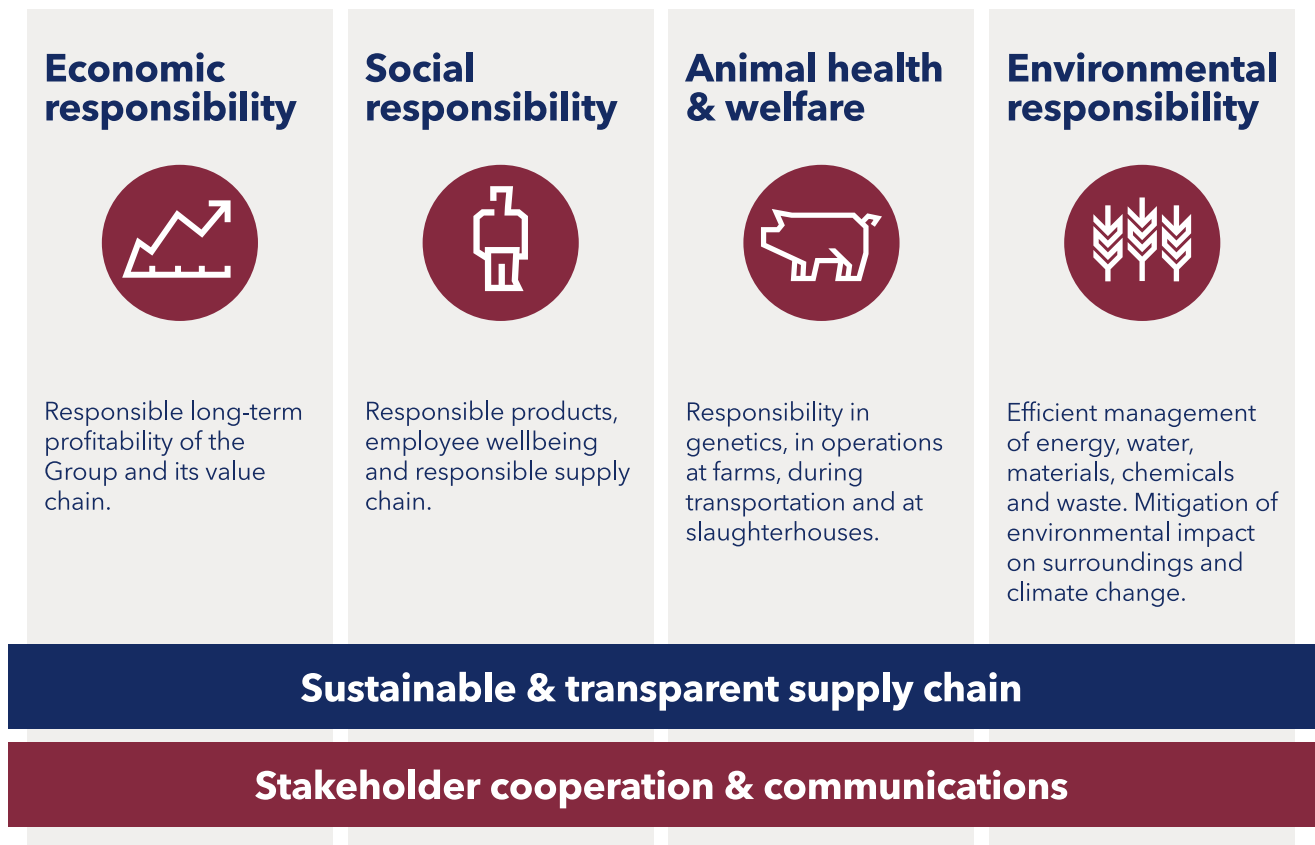 Economic
responsibility
Responsible long-term
profitability of the
Group and its value
chain.
Social
responsibility
Responsible products,
employee wellbeing
and responsible supply
chain.
Animal health
& welfare
Responsibility in
genetics, in operations
at farms, during
transportation and at
slaughterhouses.
Environmental
responsibility
Efficient management
of energy, water,
materials, chemicals
and waste. Mitigation of
environmental impact
on surroundings and
climate change.
Sustainable & transparent supply chain
Stakeholder cooperation & communications